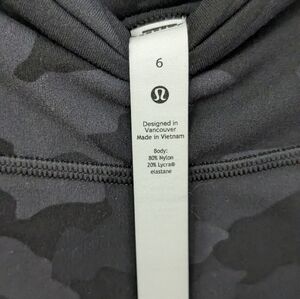 6
Designed in
Vancouver
Made in Vietnam
Body:
80% Nylon
20% Lycra®
elastane